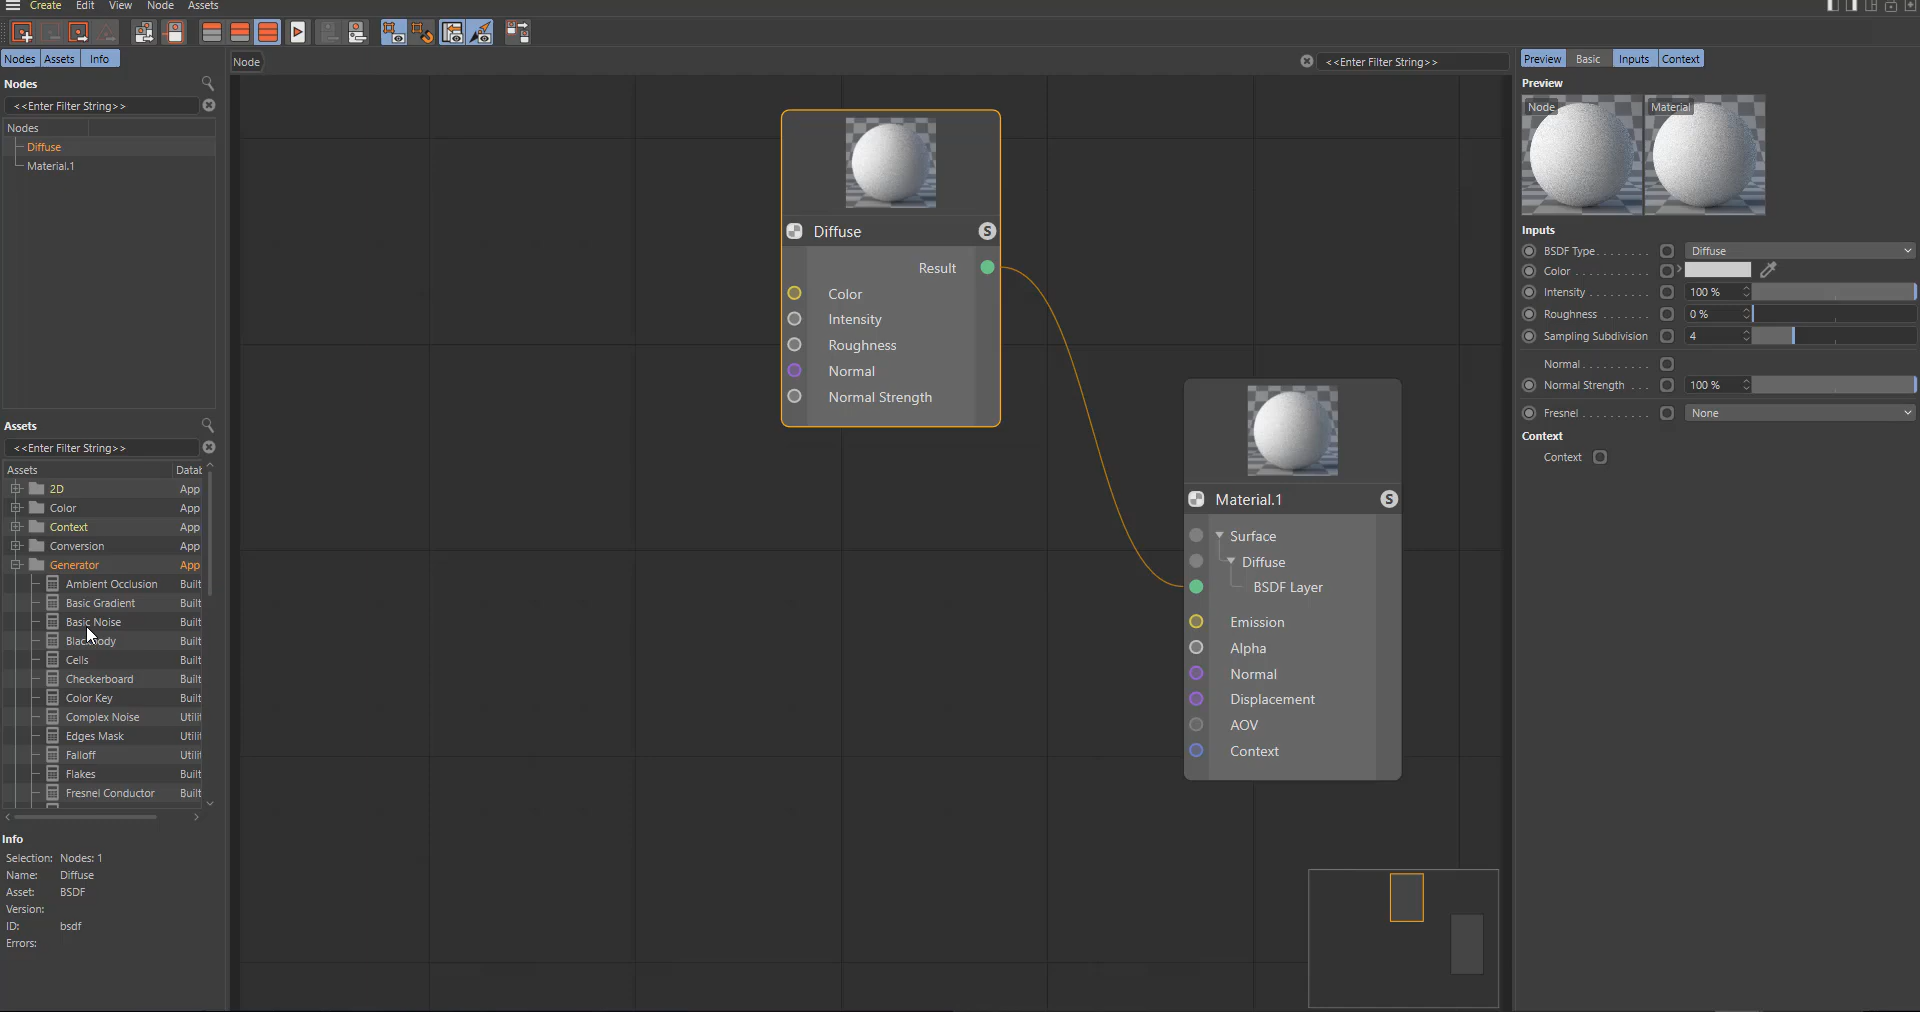 Create Edit View Node Assets
Nodes Assets Info
Nodes
<<Enter Filter String>>
Nodes
Diffuse
Material.1
Assets
<<Enter Filter String>>
Assets Datab
2D App
Color App
Context App
Conversion App
Generator App
Ambient Occlusion Built
Basic Gradient Built
Basic Noise Built
Blackbody Built
Cells Built
Checkerboard Built
Color Key Built
Complex Noise Utilit
Edges Mask Utilit
Falloff Utilit
Flakes Built
Fresnel Conductor Built
Info
Selection: Nodes: 1
Name: Diffuse
Asset: BSDF
Version:
ID: bsdf
Errors:
Node
<<Enter Filter String>>
Diffuse S
Result
Color
Intensity
Roughness
Normal
Normal Strength
Material.1 S
Surface
Diffuse
BSDF Layer
Emission
Alpha
Normal
Displacement
AOV
Context
Preview Basic Inputs Context
Preview
Node Material
Inputs
BSDF Type. . . . . . . . Diffuse
Color . . . . . . . . . . .
Intensity . . . . . . . . . 100 %
Roughness . . . . . . . 0 %
Sampling Subdivision 4
Normal. . . . . . . . . .
Normal Strength . . . 100 %
Fresnel . . . . . . . . . . None
Context
Context